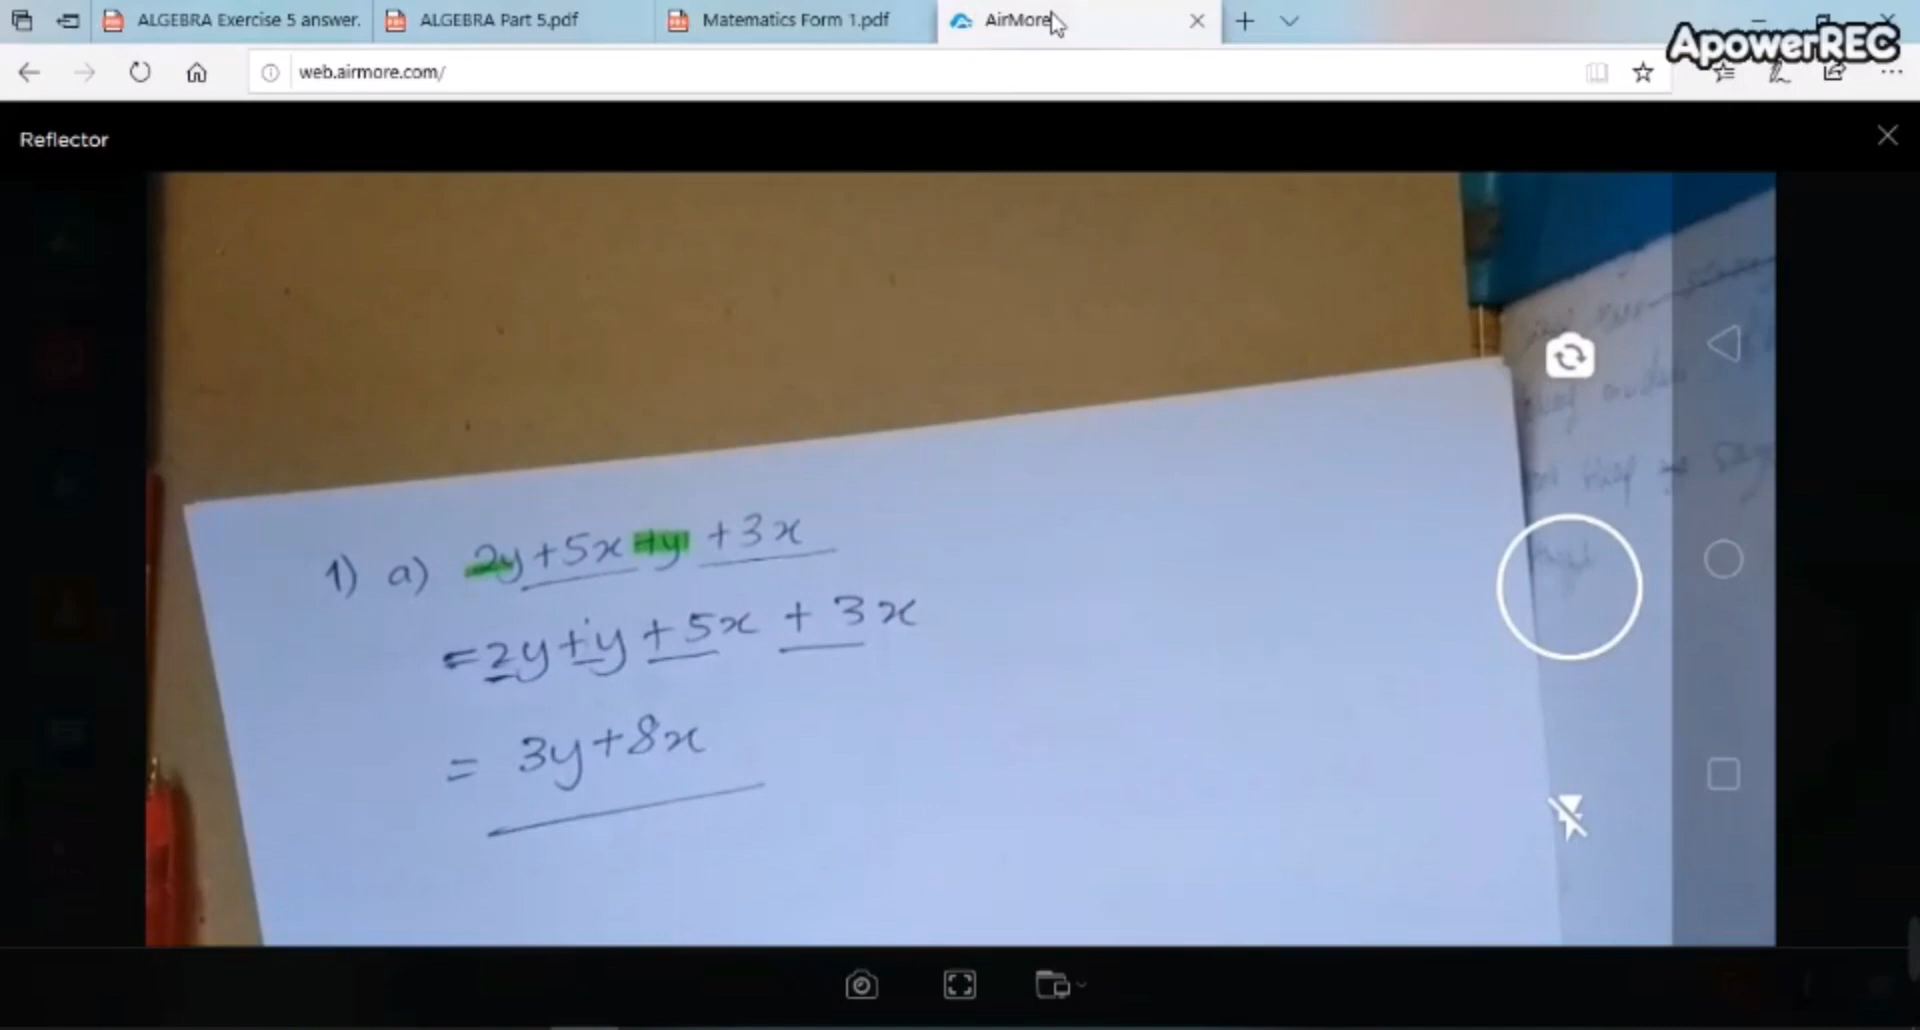 ALGEBRA Exercise 5 answer.
ALGEBRA Part 5.pdf
Matematics Form 1.pdf
AirMore
ApowerREC
web.airmore.com/
Reflector
1) a) 2y+5x+y+3x
=2y+y+5x+3x
= 3y+8x